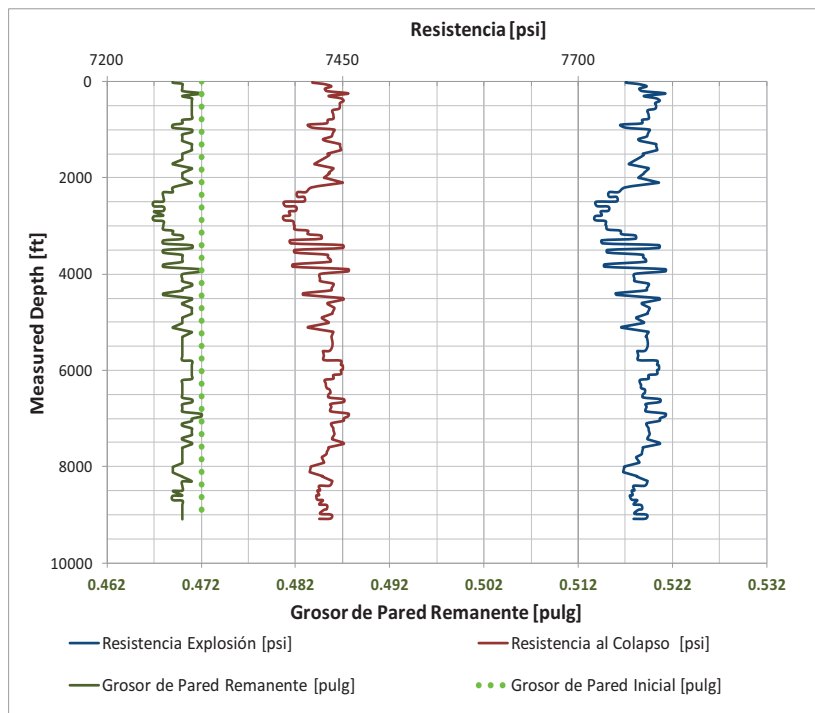 Resistencia [psi]
7200 7450 7700
0
2000
4000
6000
8000
10000
Measured Depth [ft]
0.462 0.472 0.482 0.492 0.502 0.512 0.522 0.532
Grosor de Pared Remanente [pulg]
Resistencia Explosión [psi] Resistencia al Colapso [psi]
Grosor de Pared Remanente [pulg] Grosor de Pared Inicial [pulg]